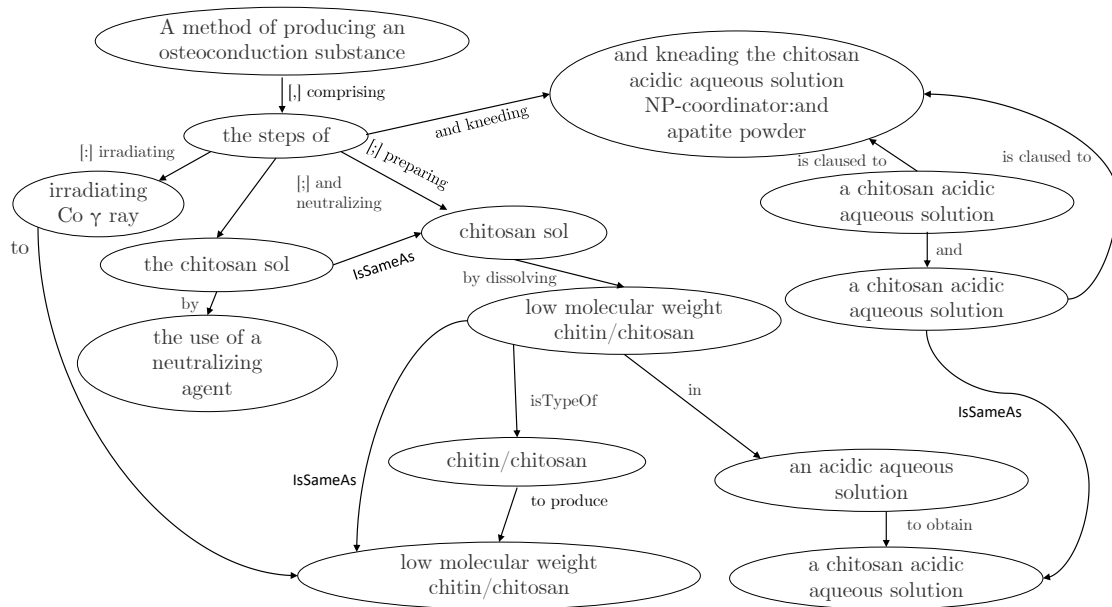 A method of producing an
osteoconduction substance
[,] comprising
the steps of
and kneeding
and kneading the chitosan
acidic aqueous solution
NP-coordinator:and
apatite powder
[:] irradiating
[;] preparing
[;] and
neutralizing
is claused to
is claused to
irradiating
Co γ ray
a chitosan acidic
aqueous solution
to
the chitosan sol
IsSameAs
chitosan sol
and
by
by dissolving
a chitosan acidic
aqueous solution
the use of a
neutralizing
agent
low molecular weight
chitin/chitosan
isTypeOf
in
IsSameAs
IsSameAs
chitin/chitosan
an acidic aqueous
solution
to produce
to obtain
low molecular weight
chitin/chitosan
a chitosan acidic
aqueous solution